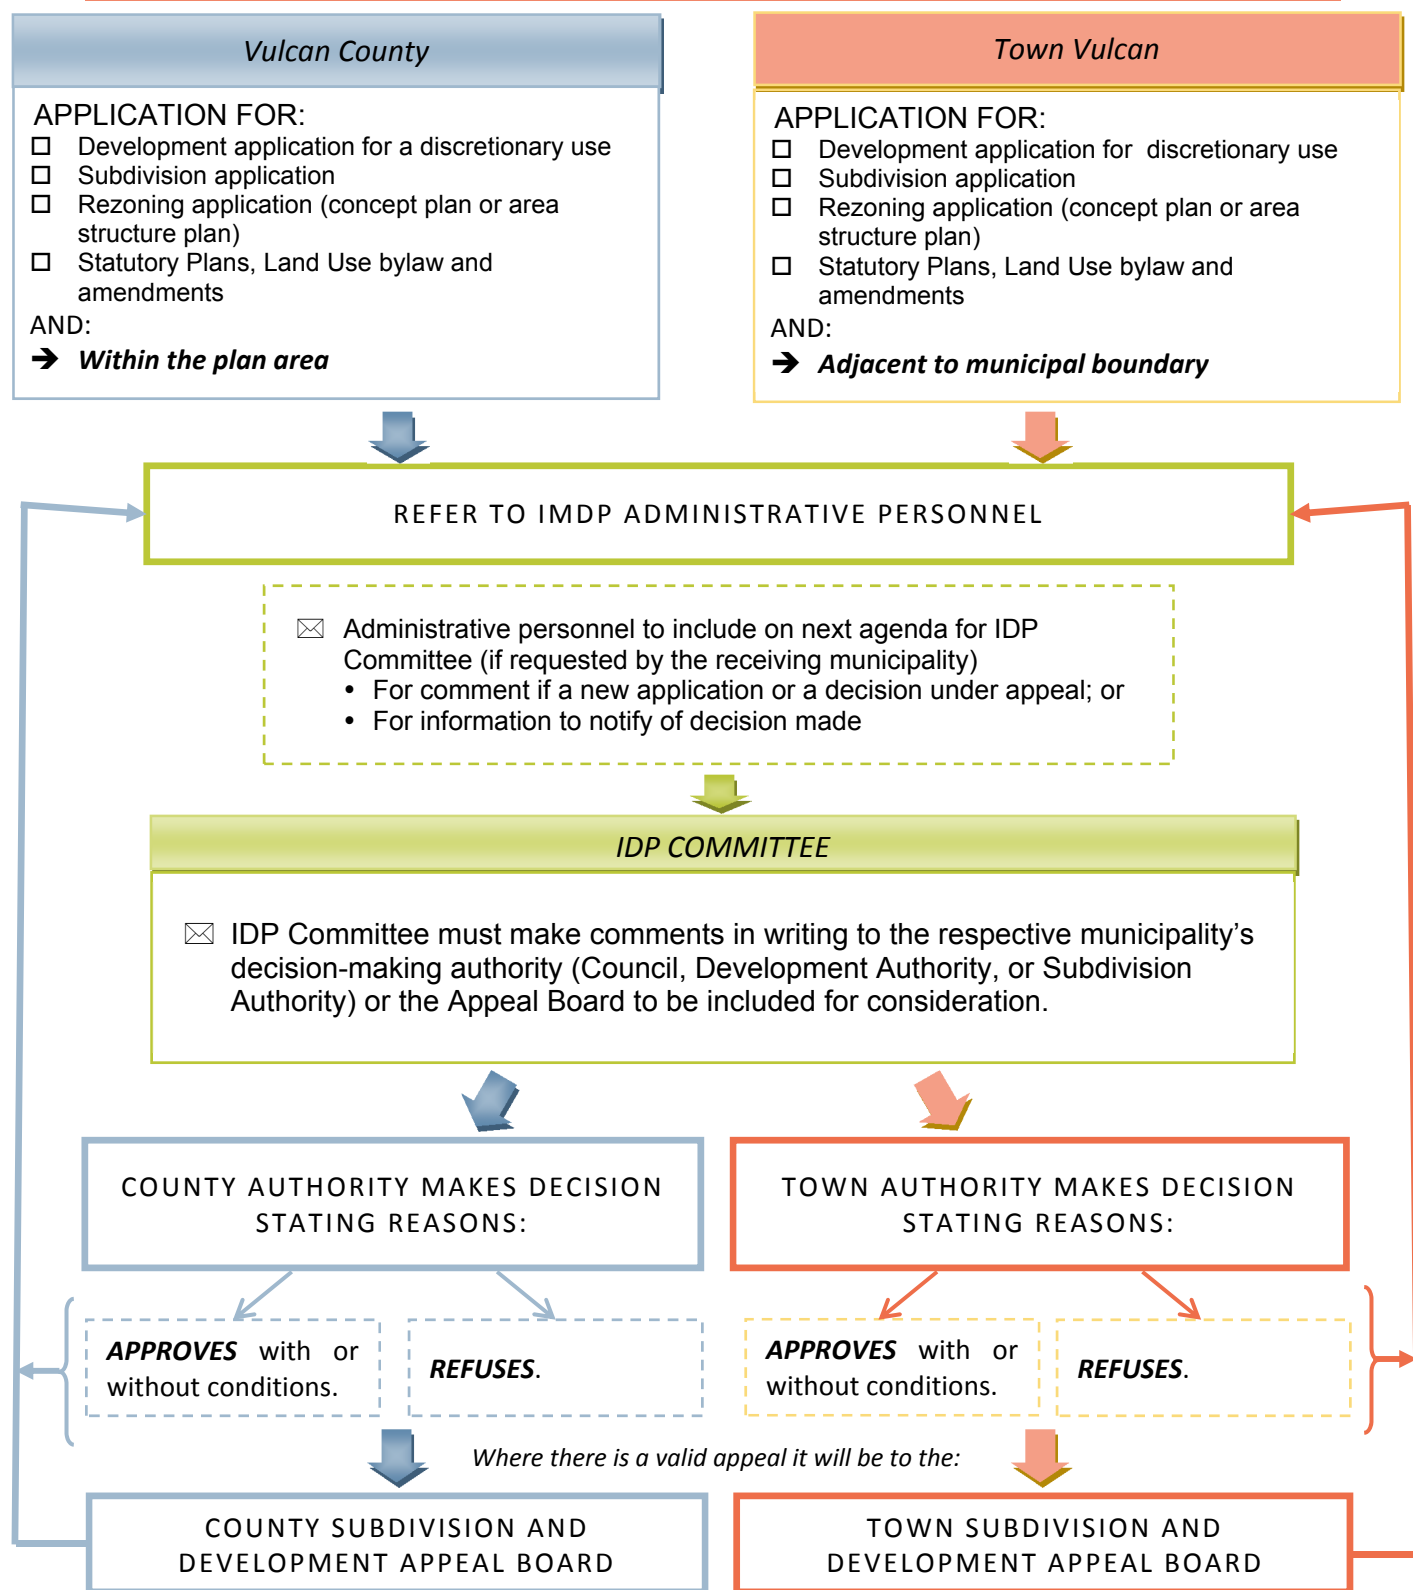 Vulcan County
APPLICATION FOR:
Development application for a discretionary use
Subdivision application
Rezoning application (concept plan or area
structure plan)
Statutory Plans, Land Use bylaw and
amendments
AND:
Within the plan area
Town Vulcan
APPLICATION FOR:
Development application for discretionary use
Subdivision application
Rezoning application (concept plan or area
structure plan)
Statutory Plans, Land Use bylaw and
amendments
AND:
Adjacent to municipal boundary
REFER TO IMDP ADMINISTRATIVE PERSONNEL
Administrative personnel to include on next agenda for IDP
Committee (if requested by the receiving municipality)
• For comment if a new application or a decision under appeal; or
• For information to notify of decision made
IDP COMMITTEE
IDP Committee must make comments in writing to the respective municipality's
decision-making authority (Council, Development Authority, or Subdivision
Authority) or the Appeal Board to be included for consideration.
COUNTY AUTHORITY MAKES DECISION
STATING REASONS:
TOWN AUTHORITY MAKES DECISION
STATING REASONS:
APPROVES with or
without conditions.
REFUSES.
APPROVES with or
without conditions.
REFUSES.
Where there is a valid appeal it will be to the:
COUNTY SUBDIVISION AND
DEVELOPMENT APPEAL BOARD
TOWN SUBDIVISION AND
DEVELOPMENT APPEAL BOARD